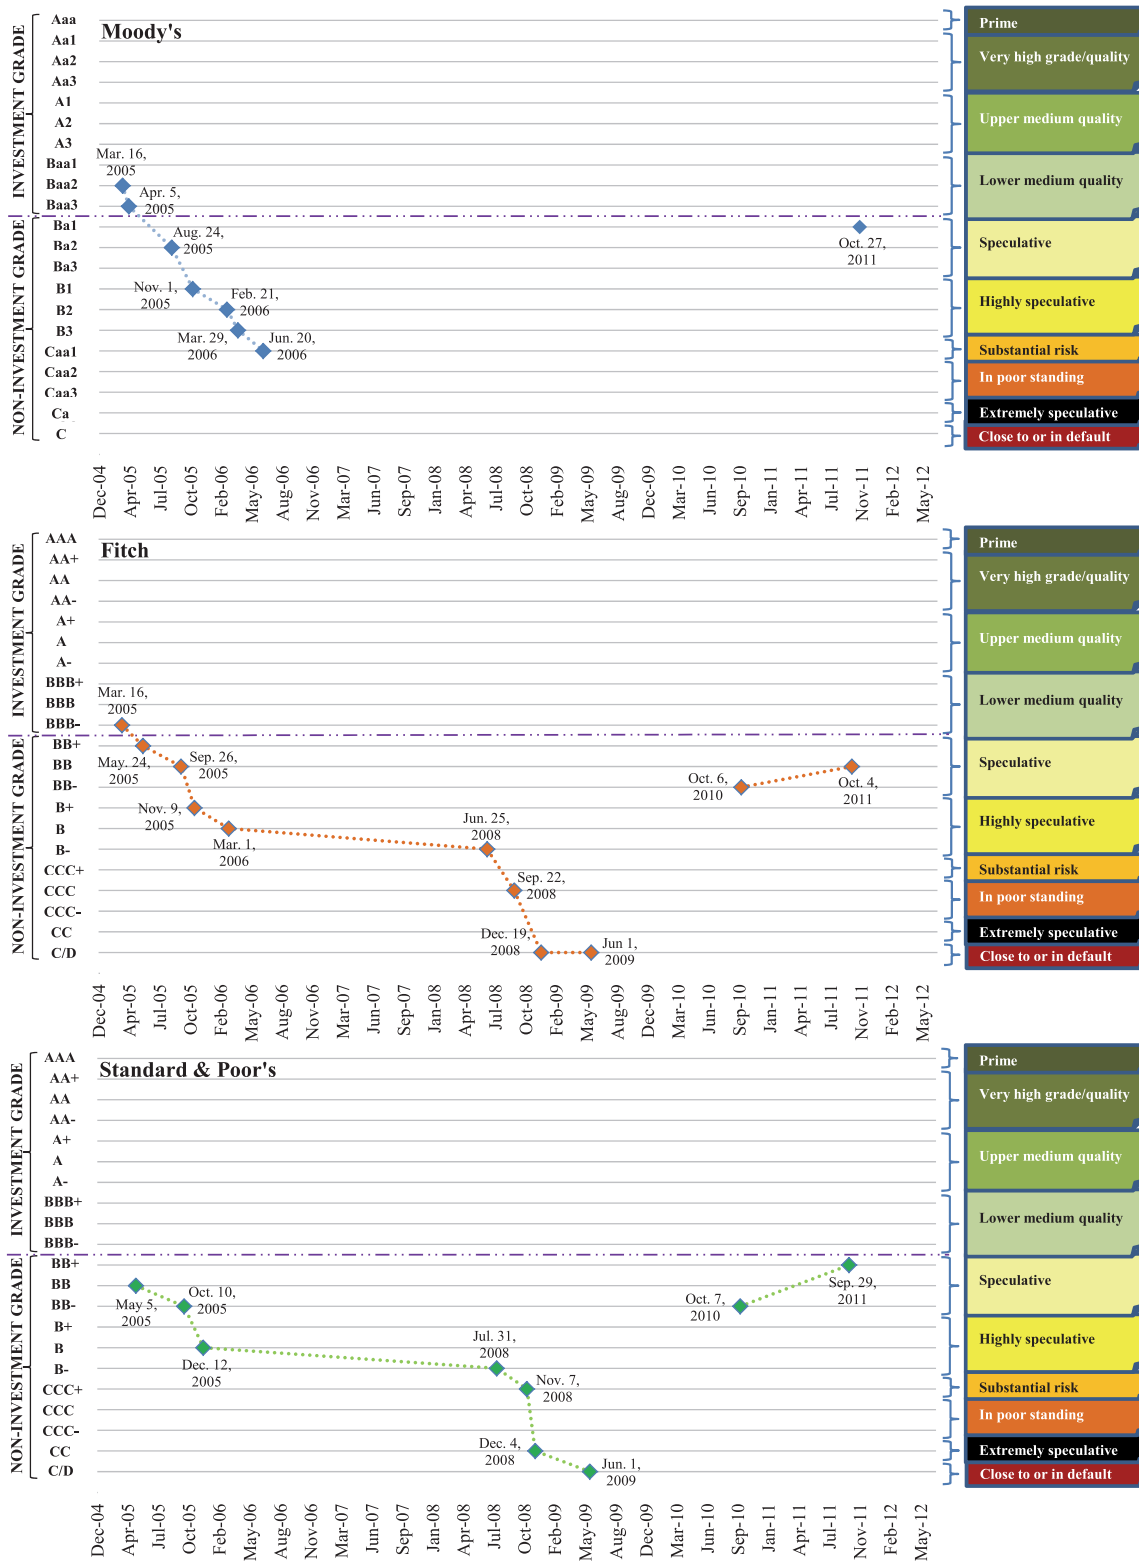 Moody's
INVESTMENT GRADE
NON-INVESTMENT GRADE
Aaa
Aa1
Aa2
Aa3
A1
A2
A3
Baa1
Baa2
Baa3
Ba1
Ba2
Ba3
B1
B2
B3
Caa1
Caa2
Caa3
Ca
C
Mar. 16,
2005
Apr. 5,
2005
Aug. 24,
2005
Nov. 1,
2005
Feb. 21,
2006
Mar. 29,
2006
Jun. 20,
2006
Oct. 27,
2011
Prime
Very high grade/quality
Upper medium quality
Lower medium quality
Speculative
Highly speculative
Substantial risk
In poor standing
Extremely speculative
Close to or in default
Dec-04
Apr-05
Jul-05
Oct-05
Feb-06
May-06
Aug-06
Nov-06
Mar-07
Jun-07
Sep-07
Jan-08
Apr-08
Jul-08
Oct-08
Feb-09
May-09
Aug-09
Dec-09
Mar-10
Jun-10
Sep-10
Jan-11
Apr-11
Jul-11
Nov-11
Feb-12
May-12
Fitch
INVESTMENT GRADE
NON-INVESTMENT GRADE
AAA
AA+
AA
AA-
A+
A
A-
BBB+
BBB
BBB-
BB+
BB
BB-
B+
B
B-
CCC+
CCC
CCC-
CC
C/D
Mar. 16,
2005
May. 24,
2005
Sep. 26,
2005
Nov. 9,
2005
Mar. 1,
2006
Jun. 25,
2008
Sep. 22,
2008
Dec. 19,
2008
Jun 1,
2009
Oct. 6,
2010
Oct. 4,
2011
Prime
Very high grade/quality
Upper medium quality
Lower medium quality
Speculative
Highly speculative
Substantial risk
In poor standing
Extremely speculative
Close to or in default
Dec-04
Apr-05
Jul-05
Oct-05
Feb-06
May-06
Aug-06
Nov-06
Mar-07
Jun-07
Sep-07
Jan-08
Apr-08
Jul-08
Oct-08
Feb-09
May-09
Aug-09
Dec-09
Mar-10
Jun-10
Sep-10
Jan-11
Apr-11
Jul-11
Nov-11
Feb-12
May-12
Standard & Poor's
INVESTMENT GRADE
NON-INVESTMENT GRADE
AAA
AA+
AA
AA-
A+
A
A-
BBB+
BBB
BBB-
BB+
BB
BB-
B+
B
B-
CCC+
CCC
CCC-
CC
C/D
May 5,
2005
Oct. 10,
2005
Dec. 12,
2005
Jul. 31,
2008
Nov. 7,
2008
Dec. 4,
2008
Jun. 1,
2009
Oct. 7,
2010
Sep. 29,
2011
Prime
Very high grade/quality
Upper medium quality
Lower medium quality
Speculative
Highly speculative
Substantial risk
In poor standing
Extremely speculative
Close to or in default
Dec-04
Apr-05
Jul-05
Oct-05
Feb-06
May-06
Aug-06
Nov-06
Mar-07
Jun-07
Sep-07
Jan-08
Apr-08
Jul-08
Oct-08
Feb-09
May-09
Aug-09
Dec-09
Mar-10
Jun-10
Sep-10
Jan-11
Apr-11
Jul-11
Nov-11
Feb-12
May-12